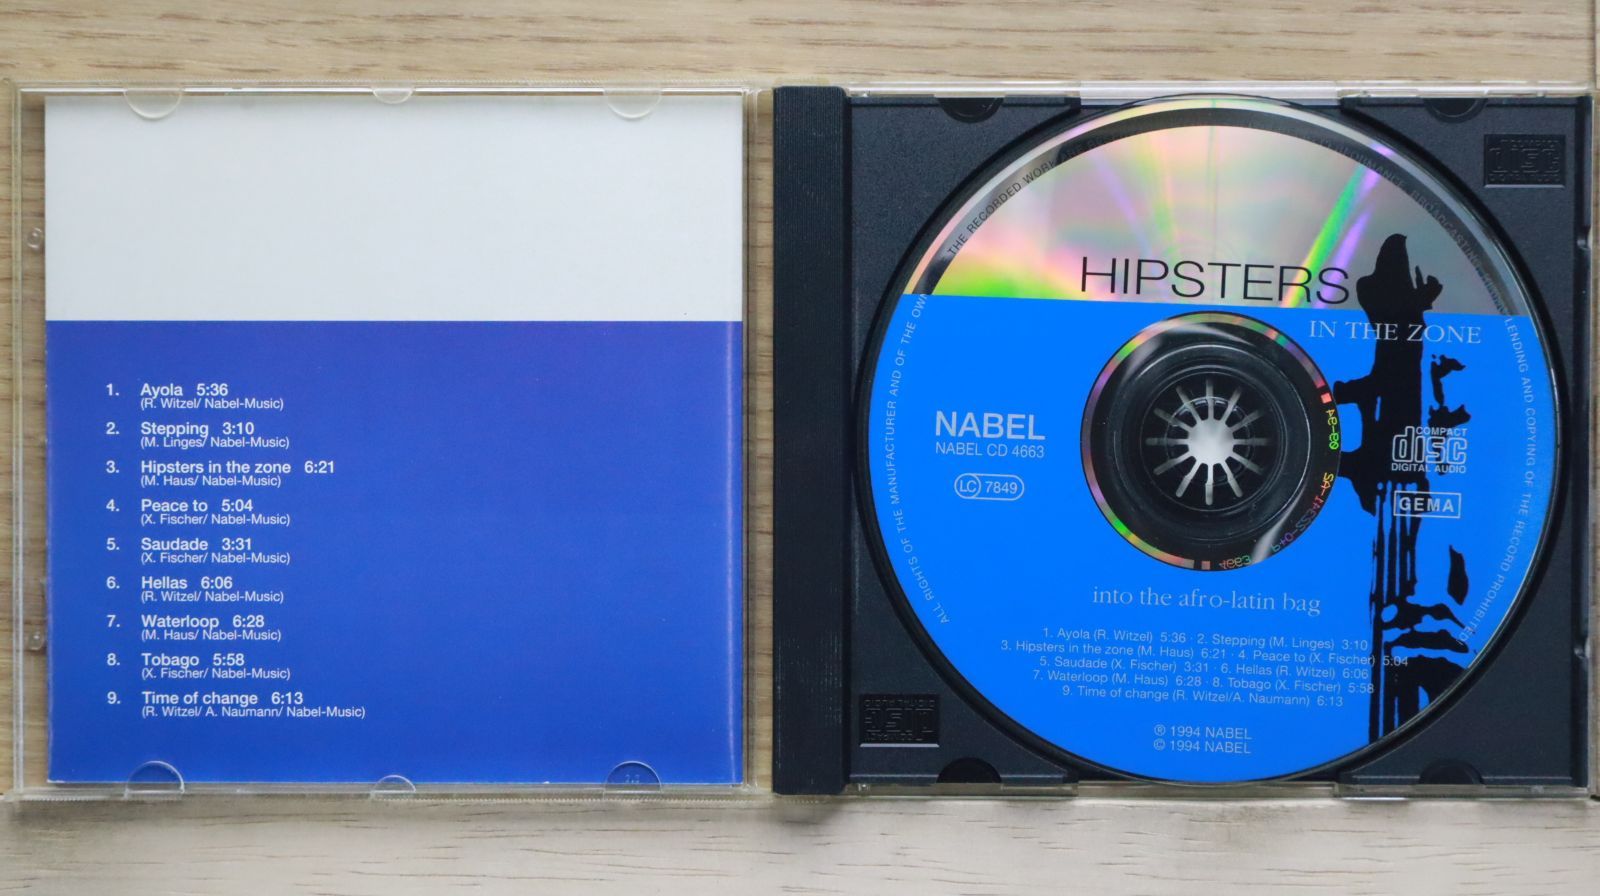 1. Ayola 5:36
(R. Witzel/ Nabel-Music)
2. Stepping 3:10
(M. Linges/ Nabel-Music)
3. Hipsters in the zone 6:21
(M. Haus/ Nabel-Music)
4. Peace to 5:04
(X. Fischer/ Nabel-Music)
5. Saudade 3:31
(X. Fischer/ Nabel-Music)
6. Hellas 6:06
(R. Witzel/ Nabel-Music)
7. Waterloop 6:28
(M. Haus/ Nabel-Music)
8. Tobago 5:58
(X. Fischer/ Nabel-Music)
9. Time of change 6:13
(R. Witzel/ A. Naumann/ Nabel-Music)
HIPSTERS
IN THE ZONE
NABEL
NABEL CD 4663
LC 7849
COMPACT
disc
DIGITAL AUDIO
GEMA
into the afro-latin bag
1. Ayola (R. Witzel) 5:36 · 2. Stepping (M. Linges) 3:10
3. Hipsters in the zone (M. Haus) 6:21 · 4. Peace to (X. Fischer) 5:04
5. Saudade (X. Fischer) 3:31 · 6. Hellas (R. Witzel) 6:06
7. Waterloop (M. Haus) 6:28 · 8. Tobago (X. Fischer) 5:58
9. Time of change (R. Witzel/A. Naumann) 6:13
℗ 1994 NABEL
© 1994 NABEL
ALL RIGHTS OF THE MANUFACTURER AND OF THE OWN
THE RECORDED WORK
LENDING AND COPYING OF THE RECORD PROHIBITED